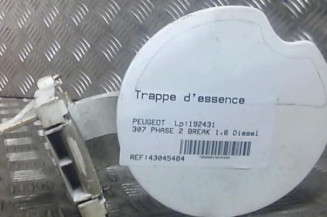 Trappe d'essence
PEUGEOT Lp:192431
307 PHASE 2 BREAK 1.6 Diesel
REF:43045404